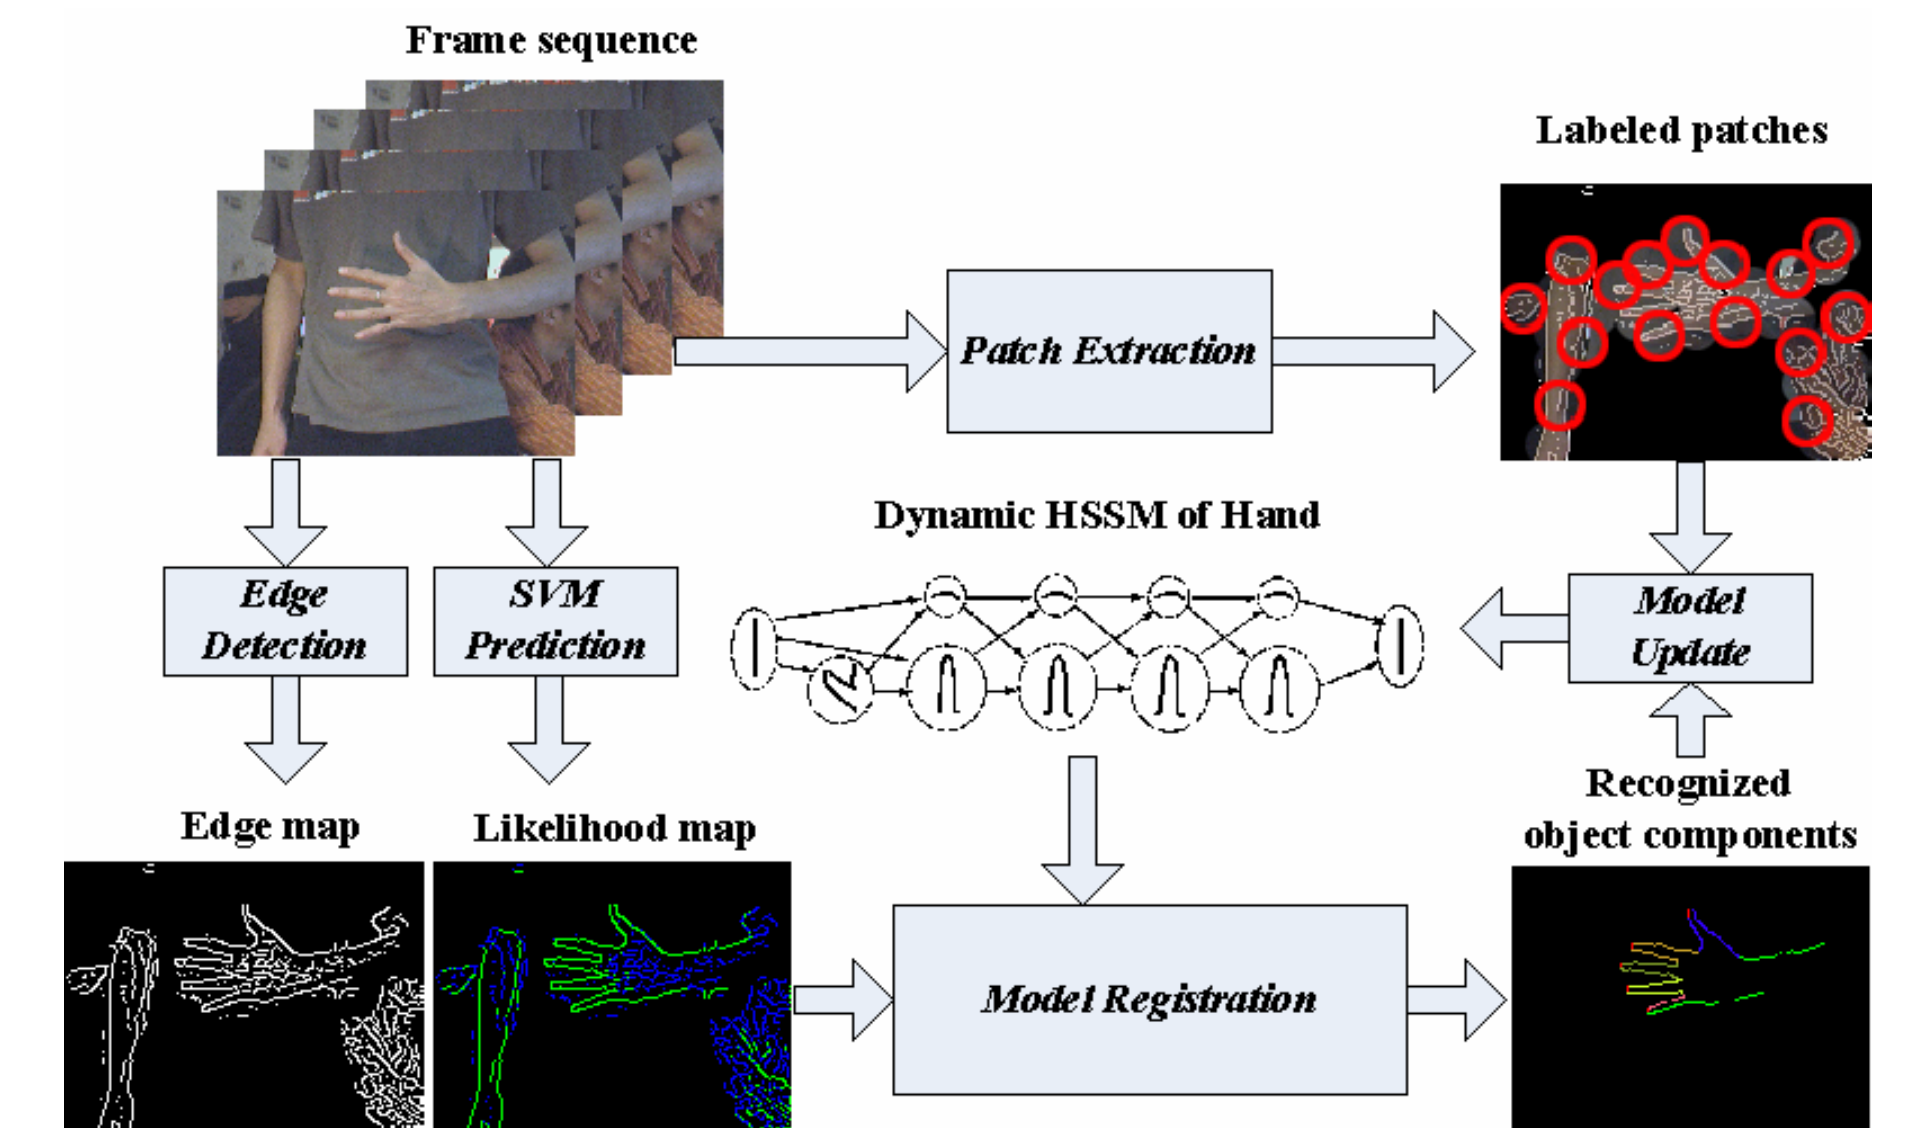 Frame sequence
Labeled patches
Patch Extraction
Dynamic HSSM of Hand
Edge
Detection
SVM
Prediction
Model
Update
Edge map
Likelihood map
Recognized
object components
Model Registration